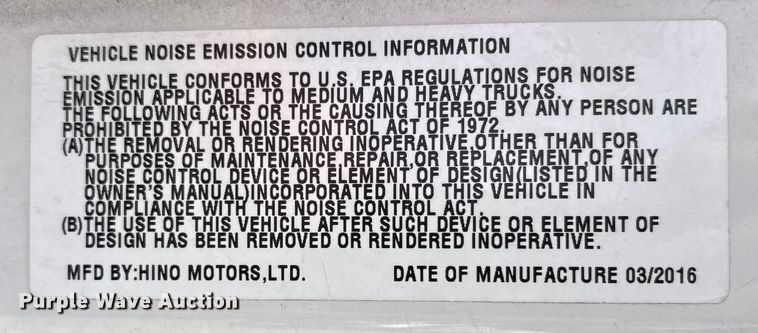 VEHICLE NOISE EMISSION CONTROL INFORMATION
THIS VEHICLE CONFORMS TO U.S. EPA REGULATIONS FOR NOISE
EMISSION APPLICABLE TO MEDIUM AND HEAVY TRUCKS.
THE FOLLOWING ACTS OR THE CAUSING THEREOF BY ANY PERSON ARE
PROHIBITED BY THE NOISE CONTROL ACT OF 1972.
(A)THE REMOVAL OR RENDERING INOPERATIVE,OTHER THAN FOR
PURPOSES OF MAINTENANCE,REPAIR,OR REPLACEMENT,OF ANY
NOISE CONTROL DEVICE OR ELEMENT OF DESIGN(LISTED IN THE
OWNER'S MANUAL)INCORPORATED INTO THIS VEHICLE IN
COMPLIANCE WITH THE NOISE CONTROL ACT.
(B)THE USE OF THIS VEHICLE AFTER SUCH DEVICE OR ELEMENT OF
DESIGN HAS BEEN REMOVED OR RENDERED INOPERATIVE.
MFD BY:HINO MOTORS,LTD. DATE OF MANUFACTURE 03/2016
Purple Wave Auction